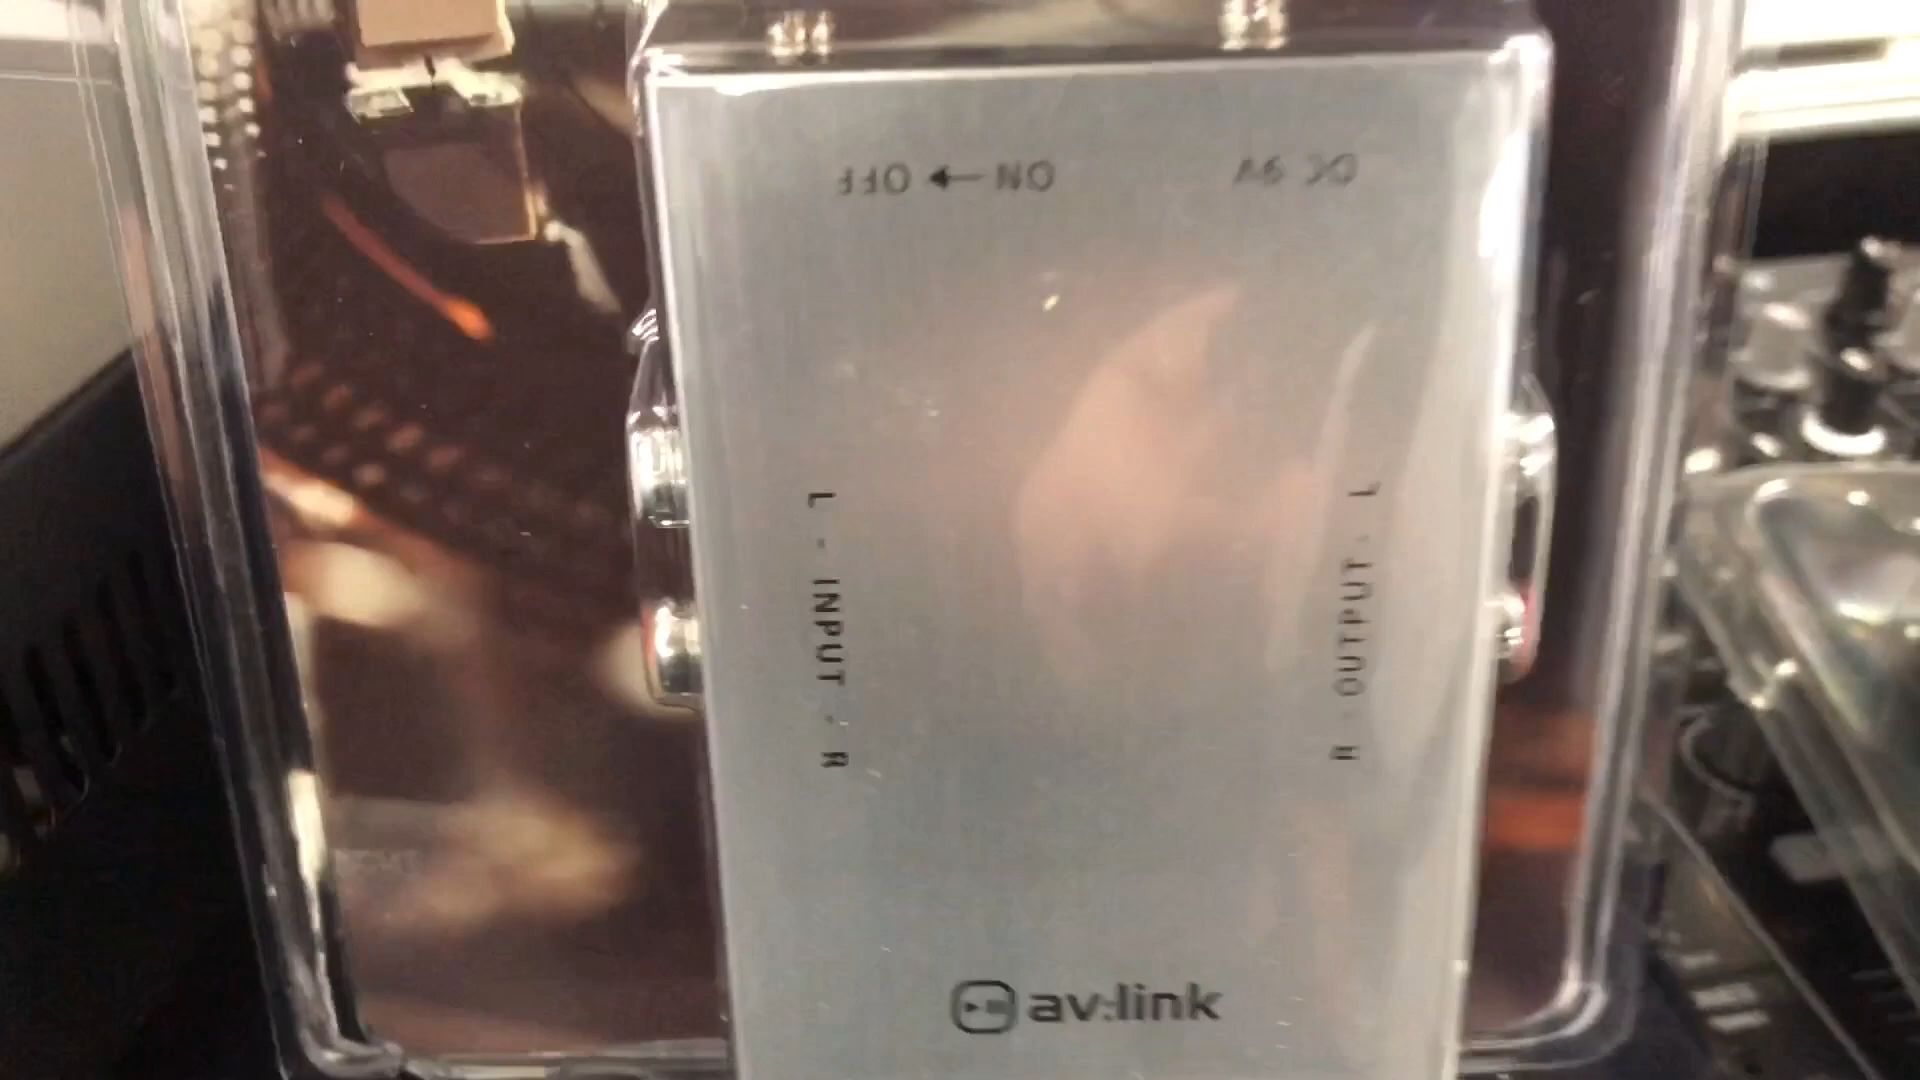 ON ← OFF
DC 9V
L - INPUT - R
R - OUTPUT - L
av:link